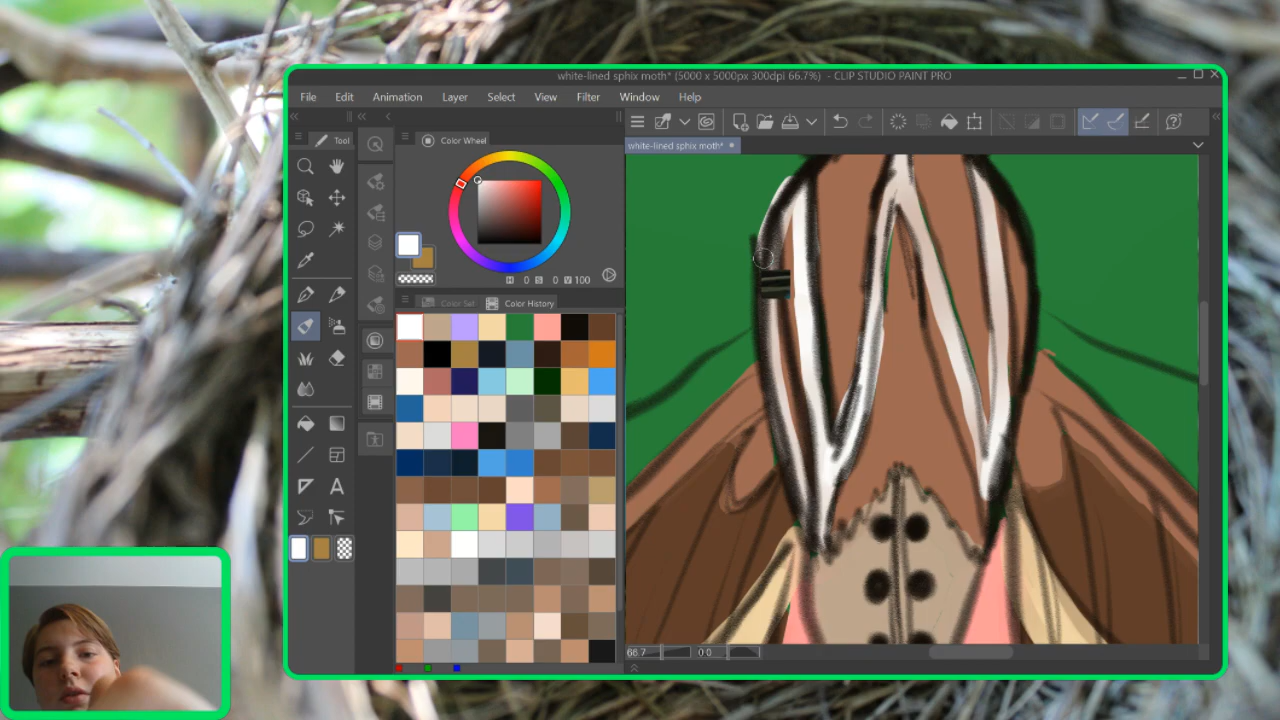 white-lined sphix moth* (5000 x 5000px 300dpi 66.7%) - CLIP STUDIO PAINT PRO
File Edit Animation Layer Select View Filter Window Help
Tool
Color Wheel
white-lined sphix moth*
H 0 S 0 V 100
Color Set Color History
A
66.7 0.0